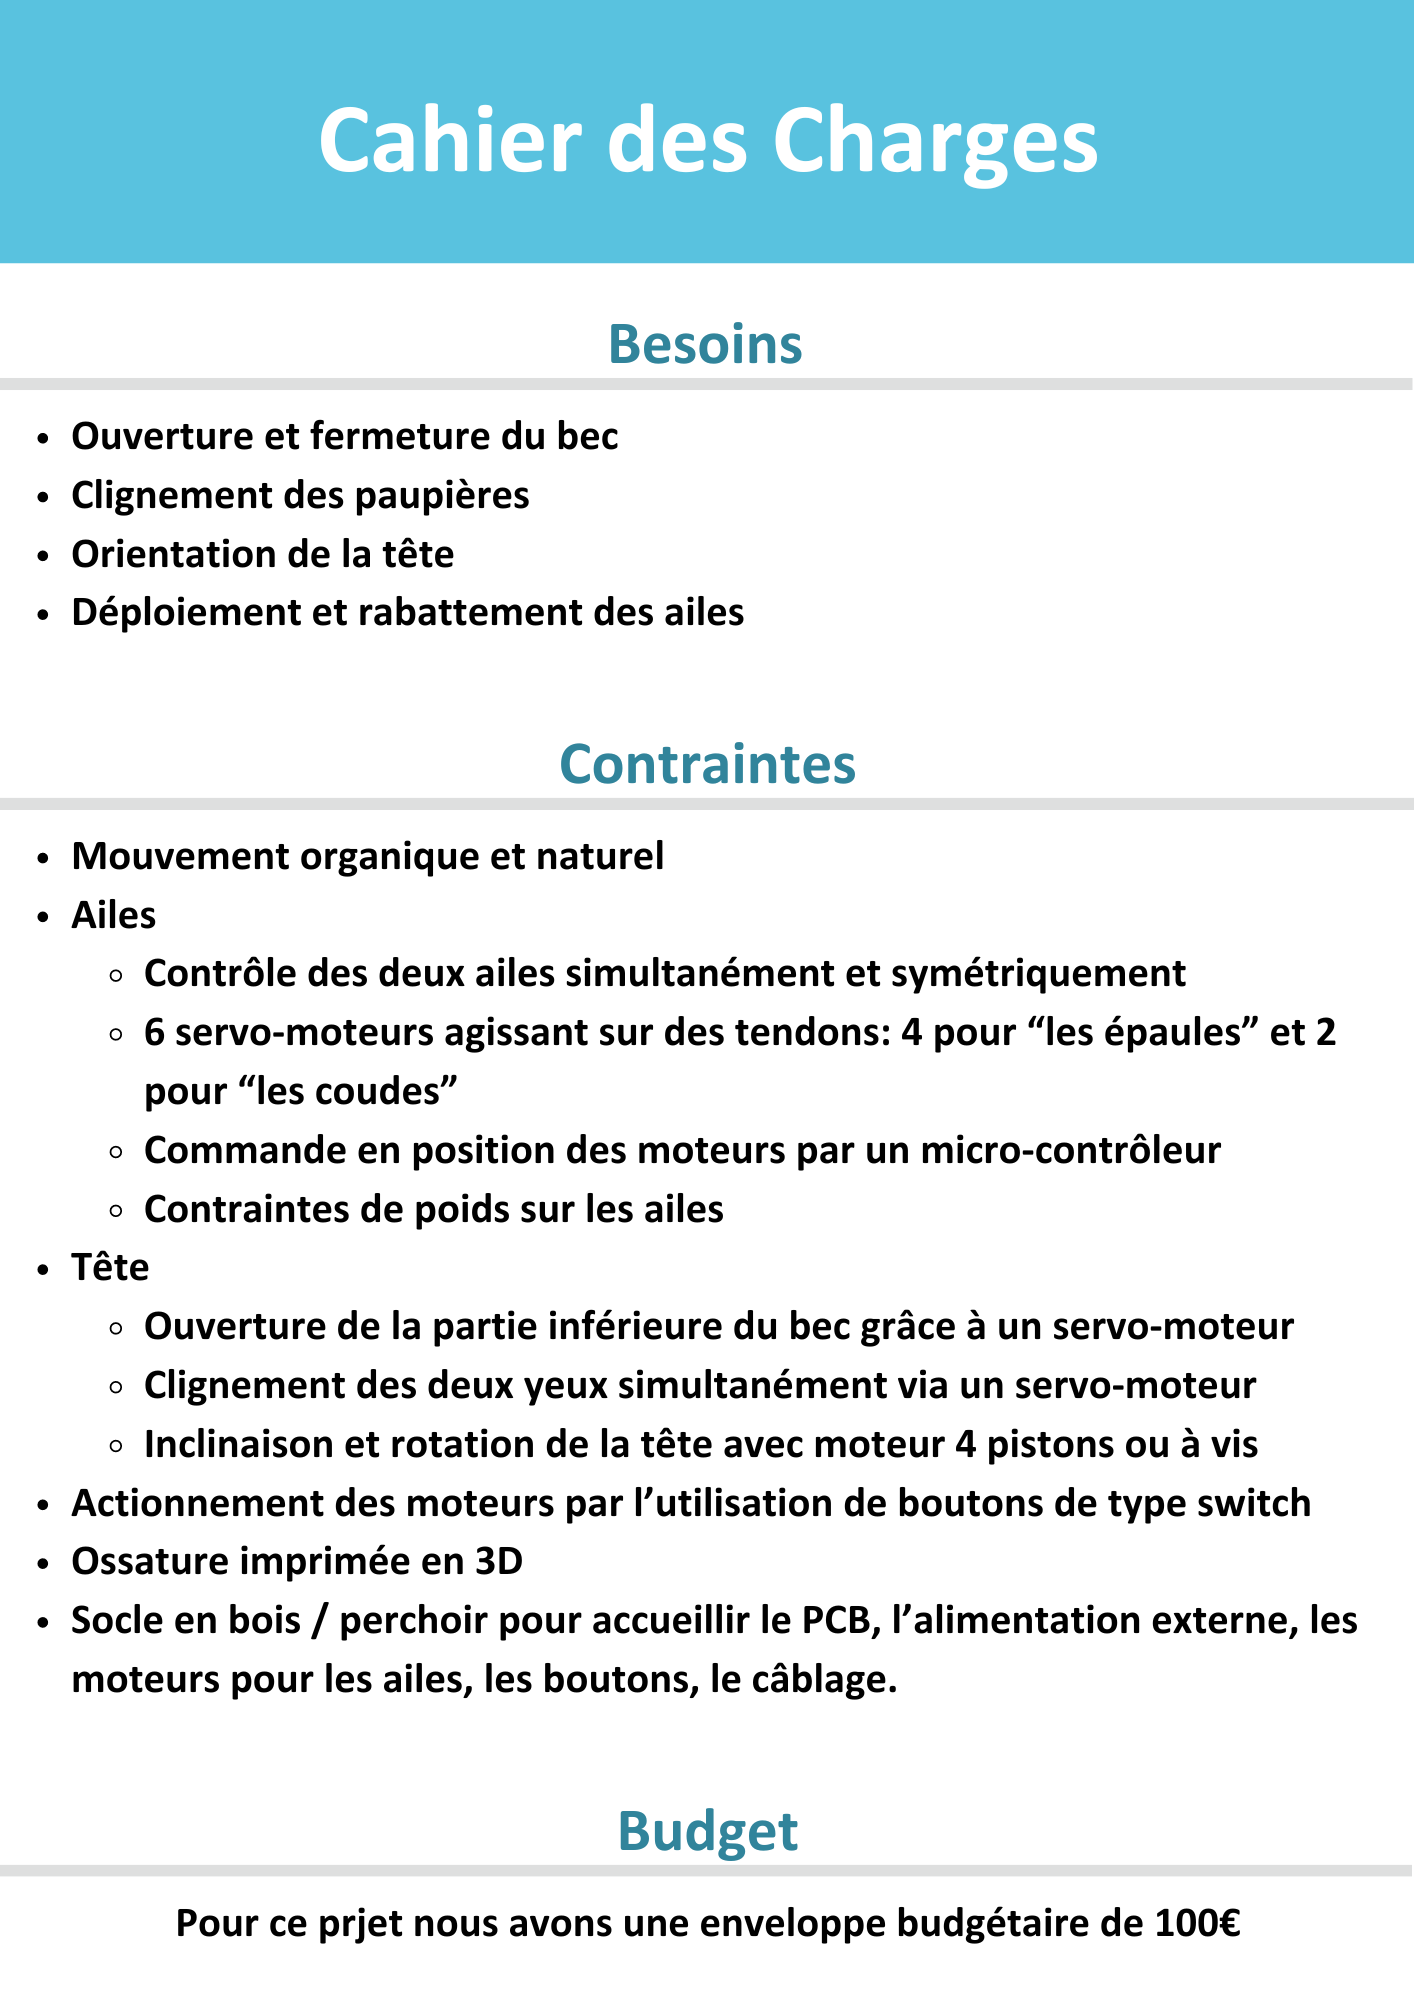 Cahier des Charges
Besoins
• Ouverture et fermeture du bec
• Clignement des paupières
• Orientation de la tête
• Déploiement et rabattement des ailes
Contraintes
• Mouvement organique et naturel
• Ailes
◦ Contrôle des deux ailes simultanément et symétriquement
◦ 6 servo-moteurs agissant sur des tendons: 4 pour “les épaules” et 2
pour “les coudes”
◦ Commande en position des moteurs par un micro-contrôleur
◦ Contraintes de poids sur les ailes
• Tête
◦ Ouverture de la partie inférieure du bec grâce à un servo-moteur
◦ Clignement des deux yeux simultanément via un servo-moteur
◦ Inclinaison et rotation de la tête avec moteur 4 pistons ou à vis
• Actionnement des moteurs par l’utilisation de boutons de type switch
• Ossature imprimée en 3D
• Socle en bois / perchoir pour accueillir le PCB, l’alimentation externe, les
moteurs pour les ailes, les boutons, le câblage.
Budget
Pour ce prjet nous avons une enveloppe budgétaire de 100€